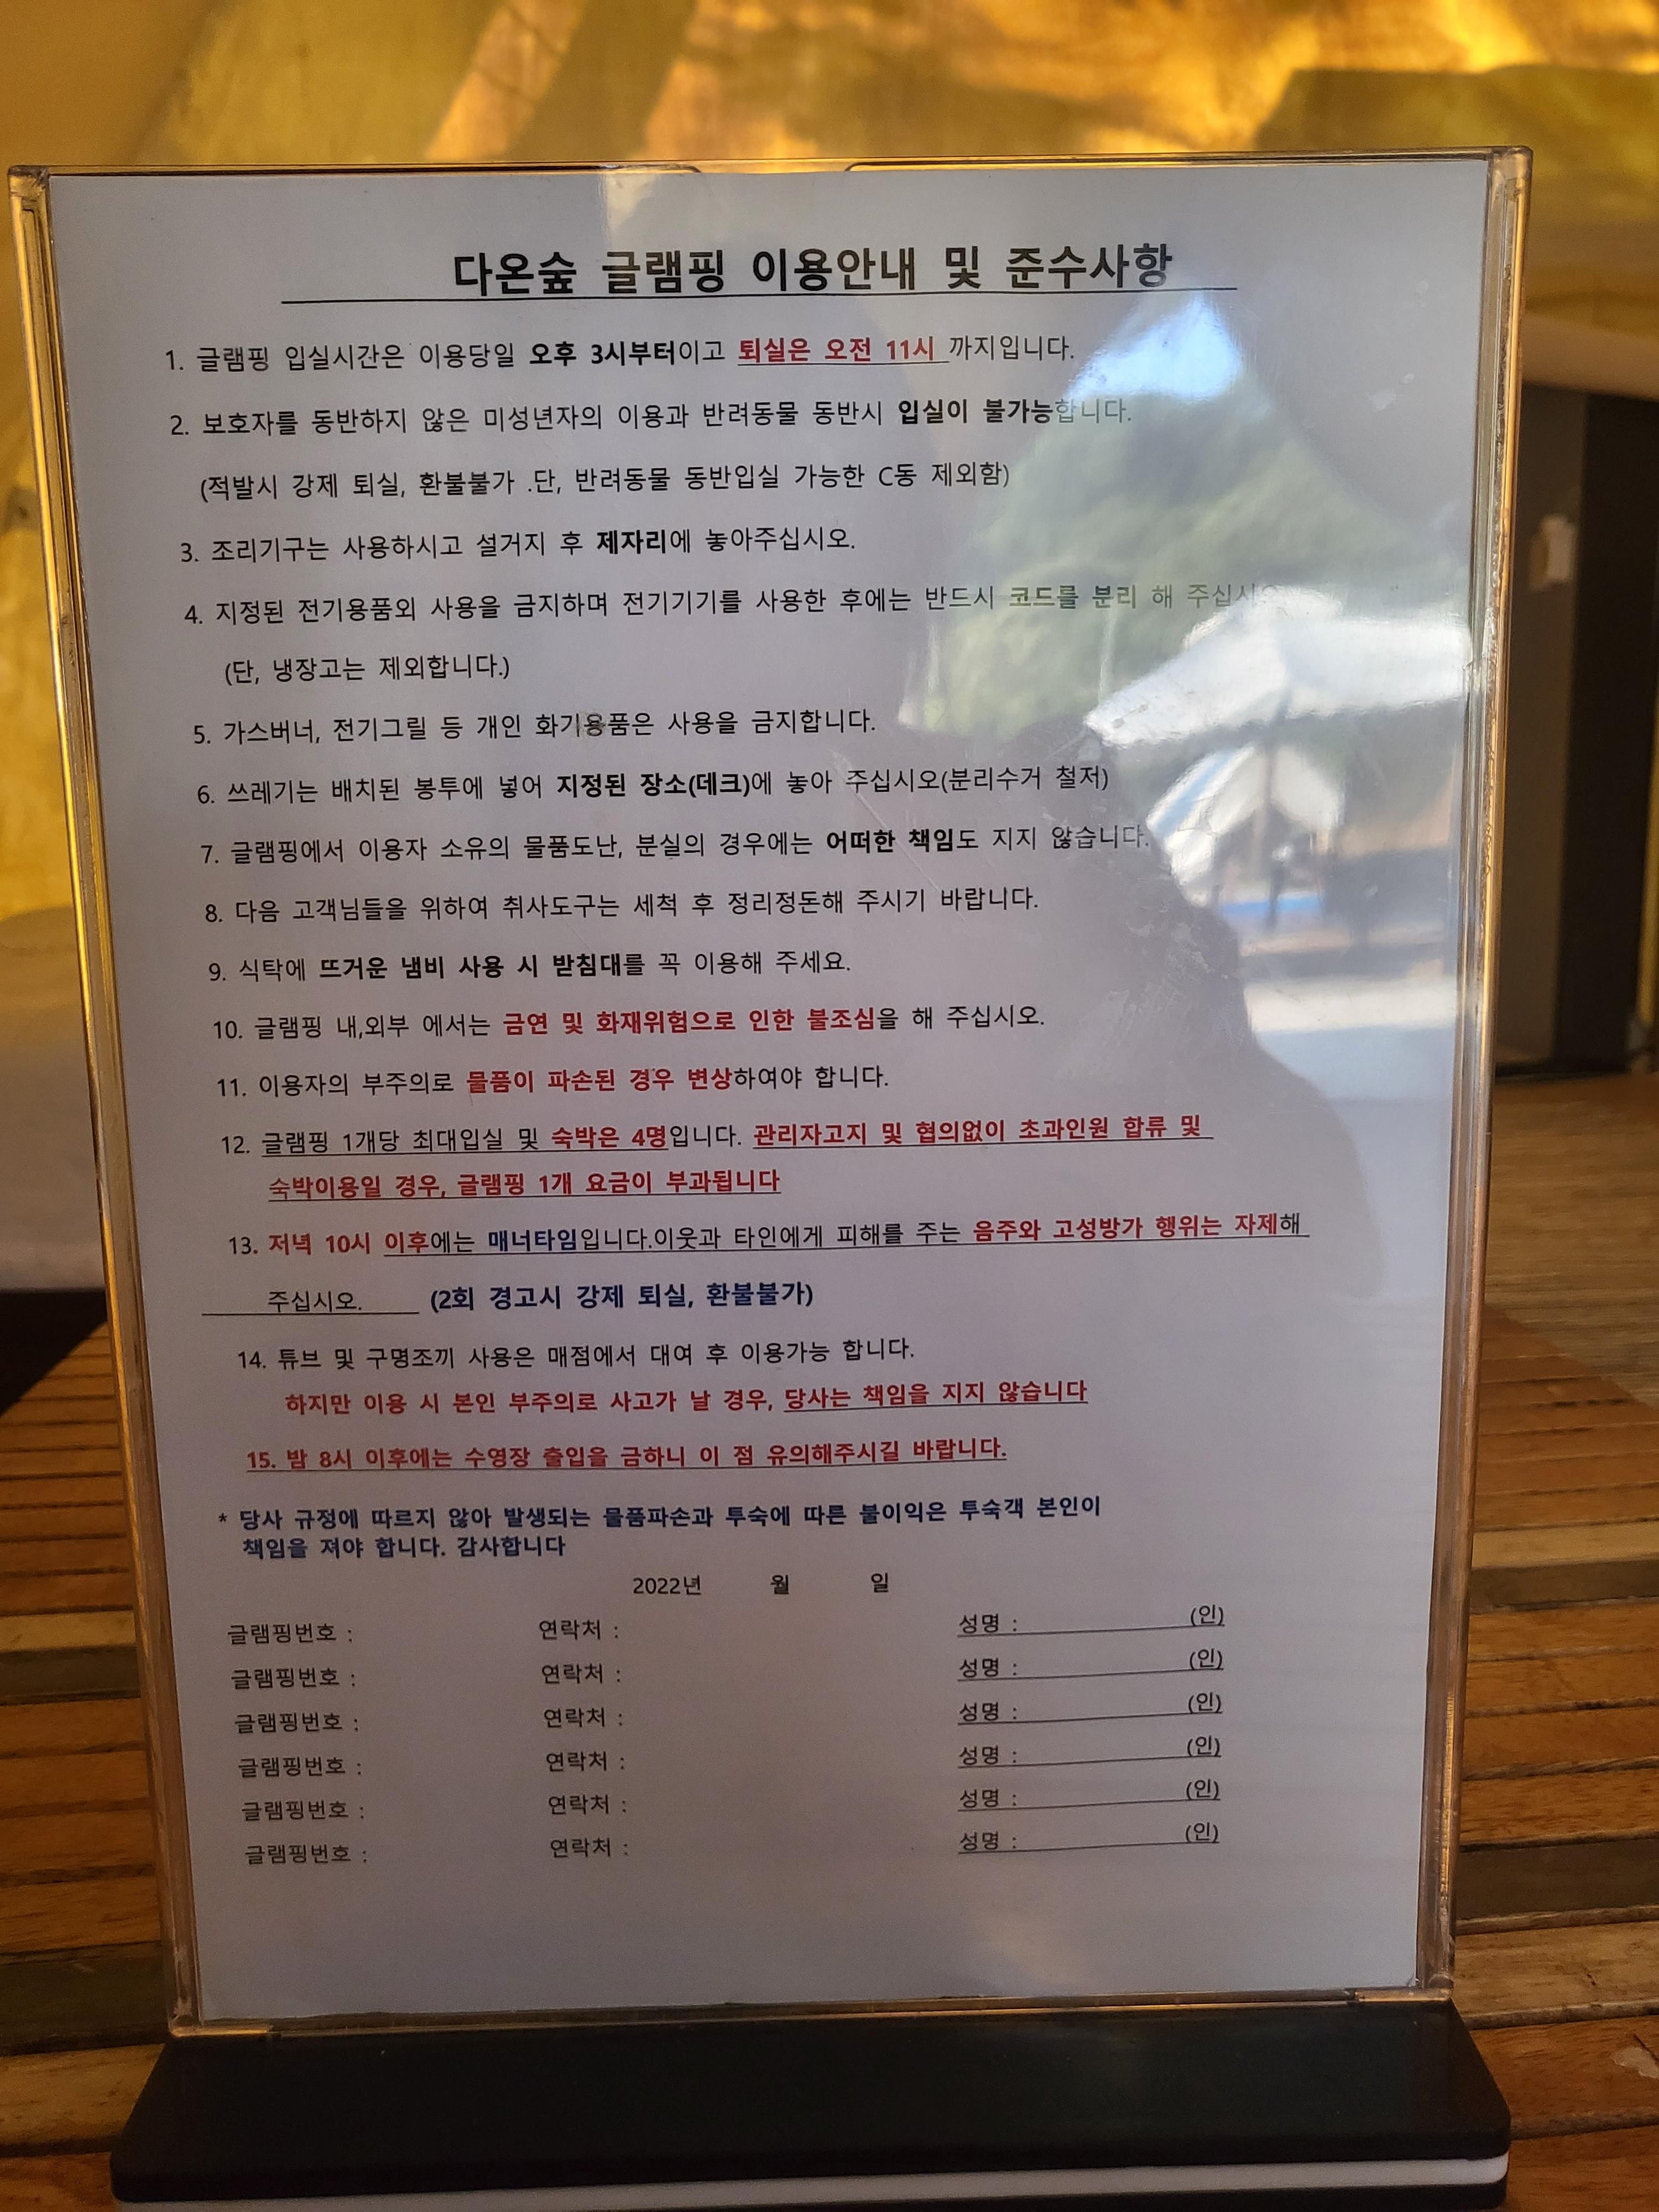 다온숲 글램핑 이용안내 및 준수사항
1. 글램핑 입실시간은 이용당일 오후 3시부터이고 퇴실은 오전 11시 까지입니다.
2. 보호자를 동반하지 않은 미성년자의 이용과 반려동물 동반시 입실이 불가능합니다.
(적발시 강제 퇴실, 환불불가 .단, 반려동물 동반입실 가능한 C동 제외함)
3. 조리기구는 사용하시고 설거지 후 제자리에 놓아주십시오.
4. 지정된 전기용품외 사용을 금지하며 전기기기를 사용한 후에는 반드시 코드를 분리 해 주십시오
(단, 냉장고는 제외합니다.)
5. 가스버너, 전기그릴 등 개인 화기용품은 사용을 금지합니다.
6. 쓰레기는 배치된 봉투에 넣어 지정된 장소(데크)에 놓아 주십시오(분리수거 철저)
7. 글램핑에서 이용자 소유의 물품도난, 분실의 경우에는 어떠한 책임도 지지 않습니다.
8. 다음 고객님들을 위하여 취사도구는 세척 후 정리정돈해 주시기 바랍니다.
9. 식탁에 뜨거운 냄비 사용 시 받침대를 꼭 이용해 주세요.
10. 글램핑 내,외부 에서는 금연 및 화재위험으로 인한 불조심을 해 주십시오.
11. 이용자의 부주의로 물품이 파손된 경우 변상하여야 합니다.
12. 글램핑 1개당 최대입실 및 숙박은 4명입니다. 관리자고지 및 협의없이 초과인원 합류 및
숙박이용일 경우, 글램핑 1개 요금이 부과됩니다
13. 저녁 10시 이후에는 매너타임입니다.이웃과 타인에게 피해를 주는 음주와 고성방가 행위는 자제해
주십시오. (2회 경고시 강제 퇴실, 환불불가)
14. 튜브 및 구명조끼 사용은 매점에서 대여 후 이용가능 합니다.
하지만 이용 시 본인 부주의로 사고가 날 경우, 당사는 책임을 지지 않습니다
15. 밤 8시 이후에는 수영장 출입을 금하니 이 점 유의해주시길 바랍니다.
* 당사 규정에 따르지 않아 발생되는 물품파손과 투숙에 따른 불이익은 투숙객 본인이
책임을 져야 합니다. 감사합니다
2022년 월 일
글램핑번호 : 연락처 : 성명 : (인)
글램핑번호 : 연락처 : 성명 : (인)
글램핑번호 : 연락처 : 성명 : (인)
글램핑번호 : 연락처 : 성명 : (인)
글램핑번호 : 연락처 : 성명 : (인)
글램핑번호 : 연락처 : 성명 : (인)